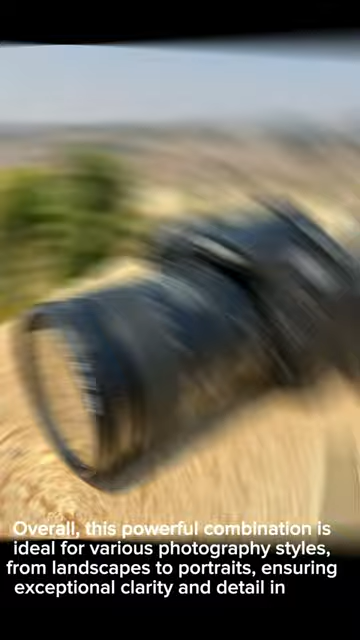 Overall, this powerful combination is
ideal for various photography styles,
from landscapes to portraits, ensuring
exceptional clarity and detail in